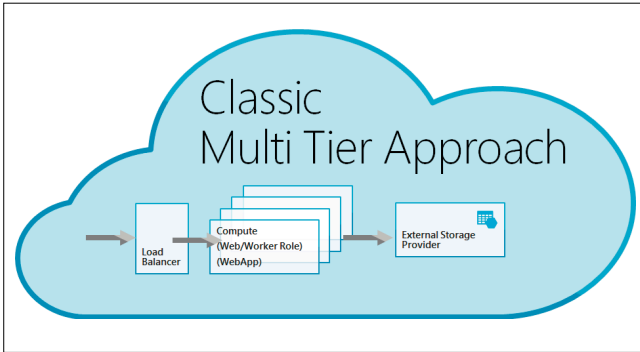 Classic
Multi Tier Approach
Load
Balancer
Compute
(Web/Worker Role)
(WebApp)
External Storage
Provider